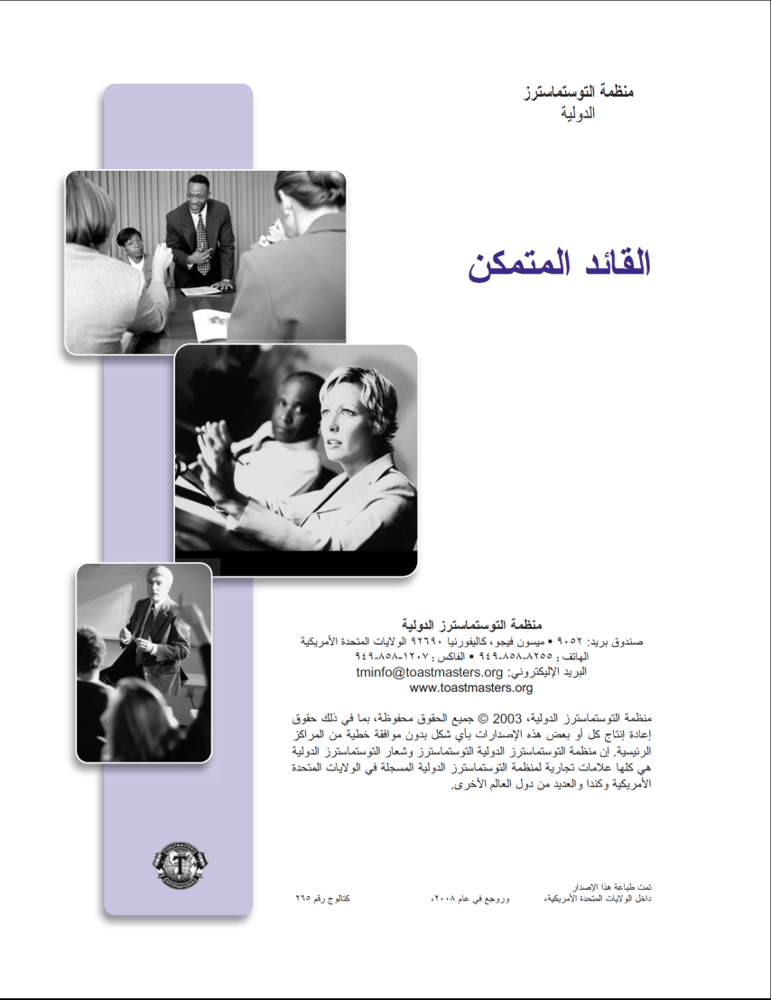 منظمة التوستماسترز
الدولية
القائد المتمكن
منظمة التوستماسترز الدولية
صندوق بريد: ٩٠٥٢ • ميسون فيجو، كاليفورنيا ٩٢٦٩٠ الولايات المتحدة الأمريكية
الهاتف : ٨٢٥٥-٨٥٨-٩٤٩ • الفاكس : ١٢٠٧-٨٥٨-٩٤٩
البريد الإليكتروني: tminfo@toastmasters.org
www.toastmasters.org
منظمة التوستماسترز الدولية، 2003 © جميع الحقوق محفوظة، بما في ذلك حقوق
إعادة إنتاج كل أو بعض هذه الإصدارات بأي شكل بدون موافقة خطية من المراكز
الرئيسية. إن منظمة التوستماسترز الدولية التوستماسترز وشعار التوستماسترز الدولية
هي كلها علامات تجارية لمنظمة التوستماسترز الدولية المسجلة في الولايات المتحدة
الأمريكية وكندا والعديد من دول العالم الأخرى.
TOASTMASTERS
T
INTERNATIONAL
تمت طباعة هذا الإصدار
داخل الولايات المتحدة الأمريكية، وروجع في عام ٢٠٠٨، كتالوج رقم ٢٦٥